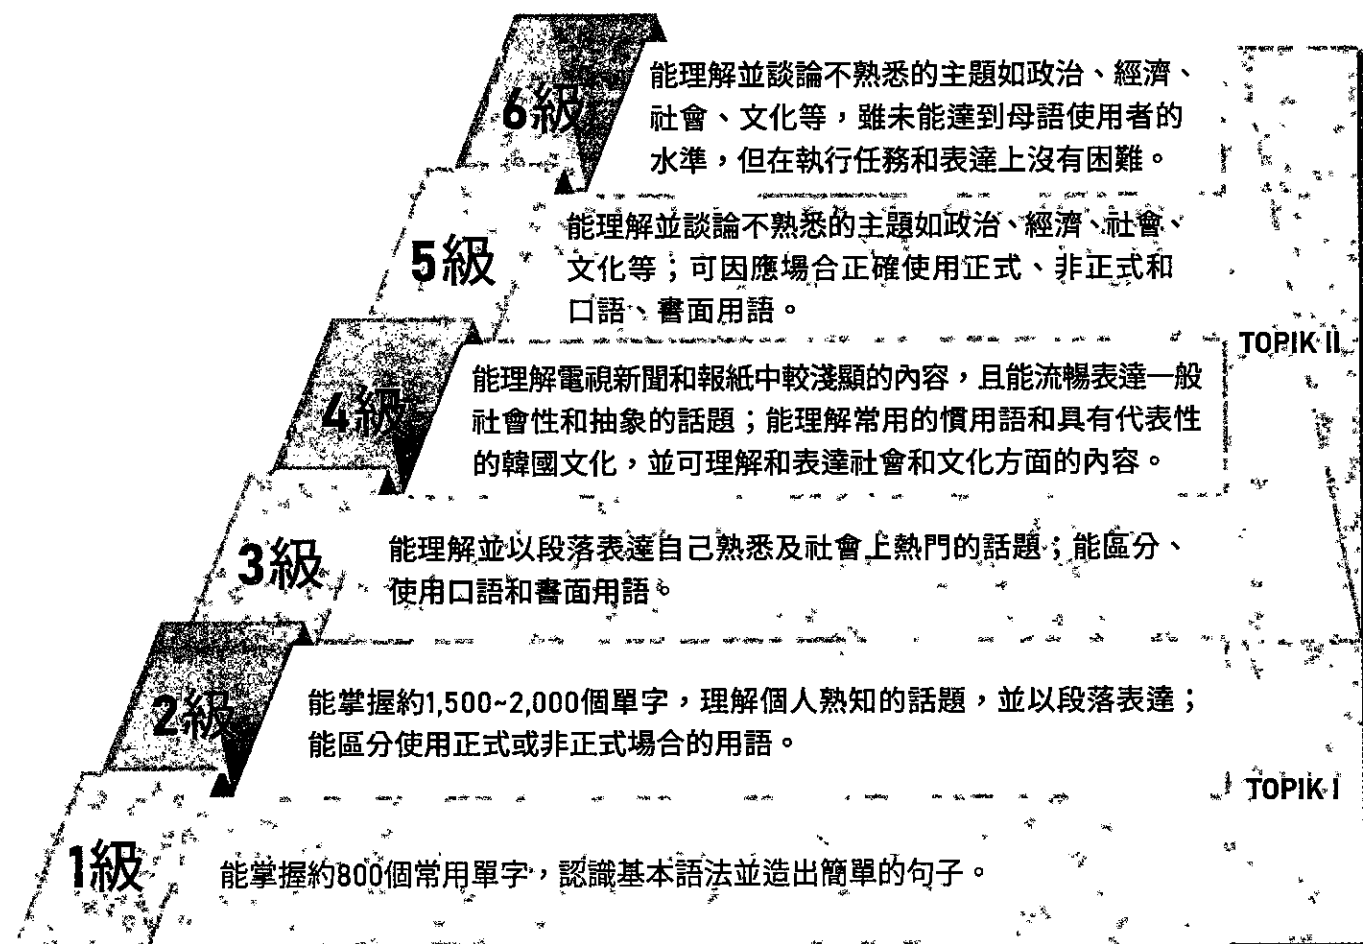 6級
能理解並談論不熟悉的主題如政治、經濟、
社會、文化等，雖未能達到母語使用者的
水準，但在執行任務和表達上沒有困難。
5級
能理解並談論不熟悉的主題如政治、經濟、社會、
文化等；可因應場合正確使用正式、非正式和
口語、書面用語。
TOPIK II
4級
能理解電視新聞和報紙中較淺顯的內容，且能流暢表達一般
社會性和抽象的話題；能理解常用的慣用語和具有代表性
的韓國文化，並可理解和表達社會和文化方面的內容。
3級
能理解並以段落表達自己熟悉及社會上熱門的話題；能區分、
使用口語和書面用語。
2級
能掌握約1,500~2,000個單字，理解個人熟知的話題，並以段落表達；
能區分使用正式或非正式場合的用語。
TOPIK I
1級
能掌握約800個常用單字，認識基本語法並造出簡單的句子。